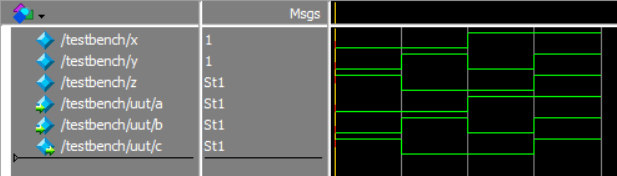 Msgs
/testbench/x 1
/testbench/y 1
/testbench/z St1
/testbench/uut/a St1
/testbench/uut/b St1
/testbench/uut/c St1